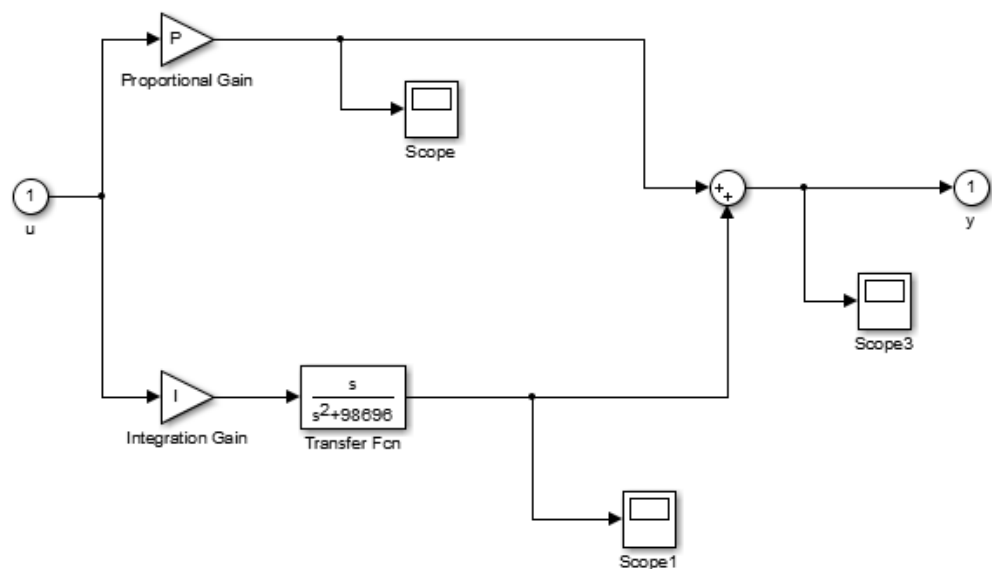 P
Proportional Gain
Scope
1
u
+
+
1
y
Scope3
I
Integration Gain
s
s²+98696
Transfer Fcn
Scope1